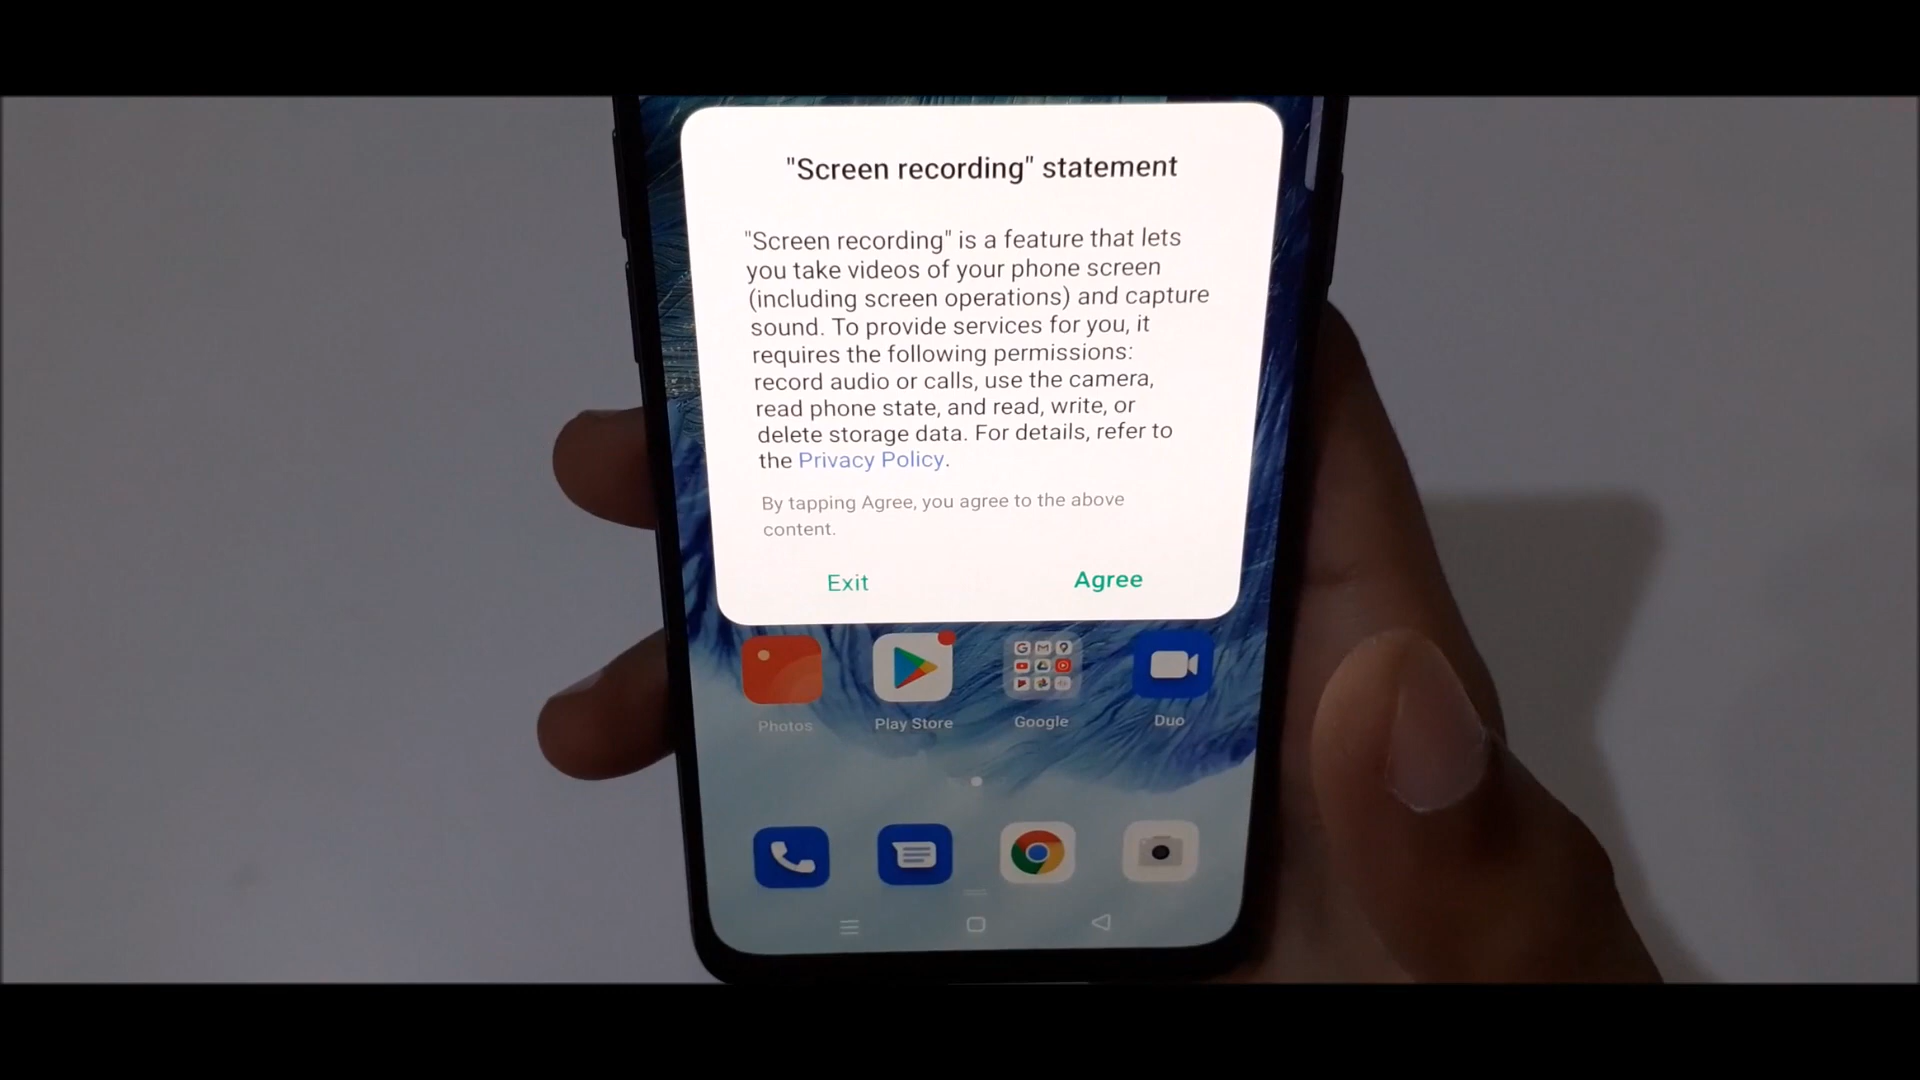 "Screen recording" statement
"Screen recording" is a feature that lets
you take videos of your phone screen
(including screen operations) and capture
sound. To provide services for you, it
requires the following permissions:
record audio or calls, use the camera,
read phone state, and read, write, or
delete storage data. For details, refer to
the Privacy Policy.
By tapping Agree, you agree to the above
content.
Exit Agree
Photos Play Store Google Duo